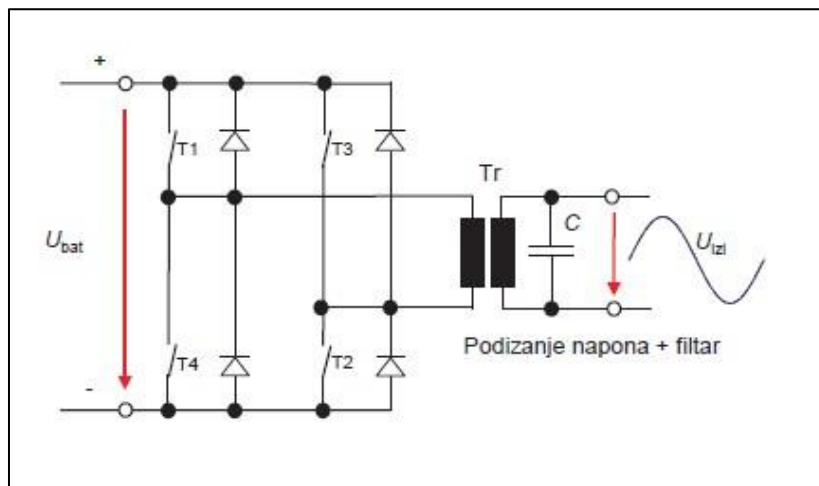 +
T1
T3
Tr
C
Ubat
Uizl
T4
T2
Podizanje napona + filtar
-